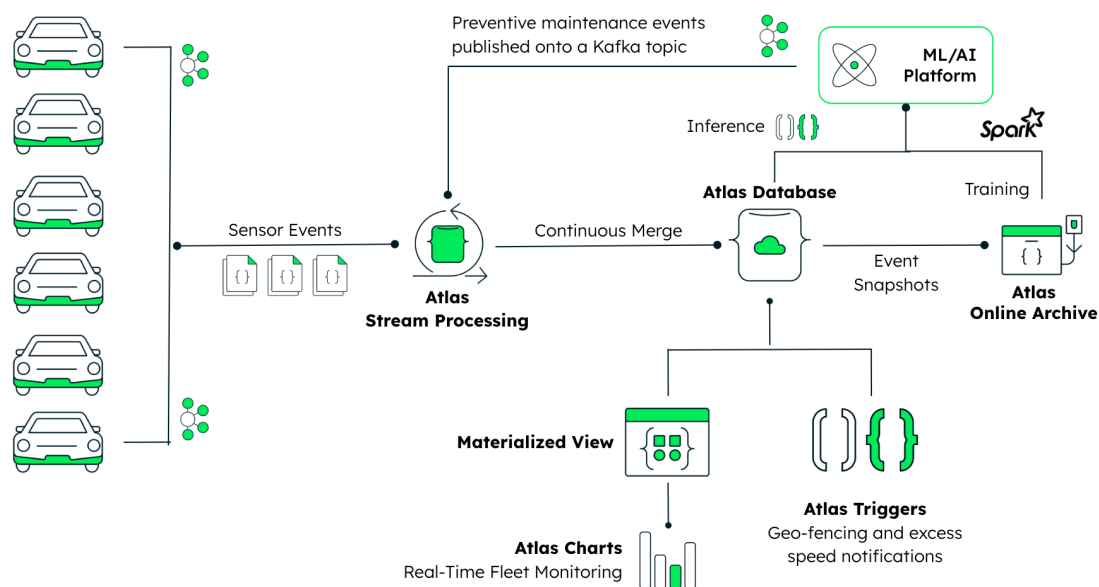 Preventive maintenance events
published onto a Kafka topic
ML/AI
Platform
Inference
Spark
Training
Atlas Database
Sensor Events
Continuous Merge
Event
Snapshots
Atlas
Stream Processing
Atlas
Online Archive
Materialized View
Atlas Triggers
Geo-fencing and excess
speed notifications
Atlas Charts
Real-Time Fleet Monitoring